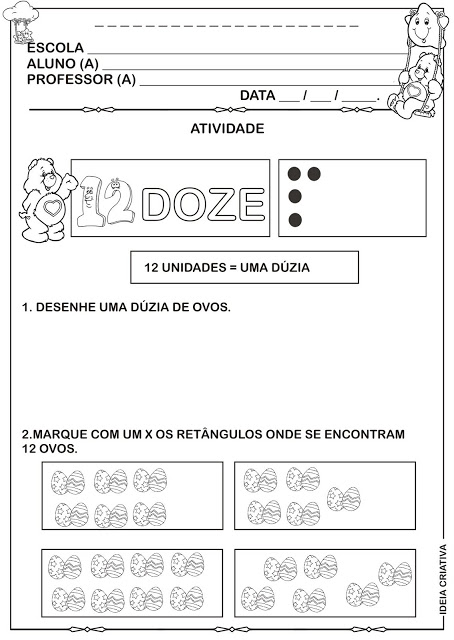 ESCOLA
ALUNO (A)
PROFESSOR (A)
DATA ___ / ___ / ____.
ATIVIDADE
12 DOZE
12 UNIDADES = UMA DÚZIA
1. DESENHE UMA DÚZIA DE OVOS.
2.MARQUE COM UM X OS RETÂNGULOS ONDE SE ENCONTRAM
12 OVOS.
IDEIA CRIATIVA